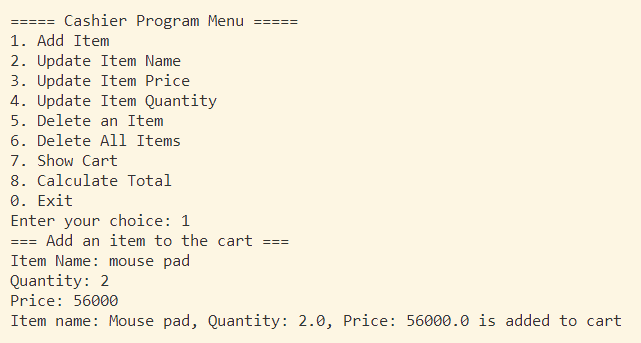 ===== Cashier Program Menu =====
1. Add Item
2. Update Item Name
3. Update Item Price
4. Update Item Quantity
5. Delete an Item
6. Delete All Items
7. Show Cart
8. Calculate Total
0. Exit
Enter your choice: 1
=== Add an item to the cart ===
Item Name: mouse pad
Quantity: 2
Price: 56000
Item name: Mouse pad, Quantity: 2.0, Price: 56000.0 is added to cart